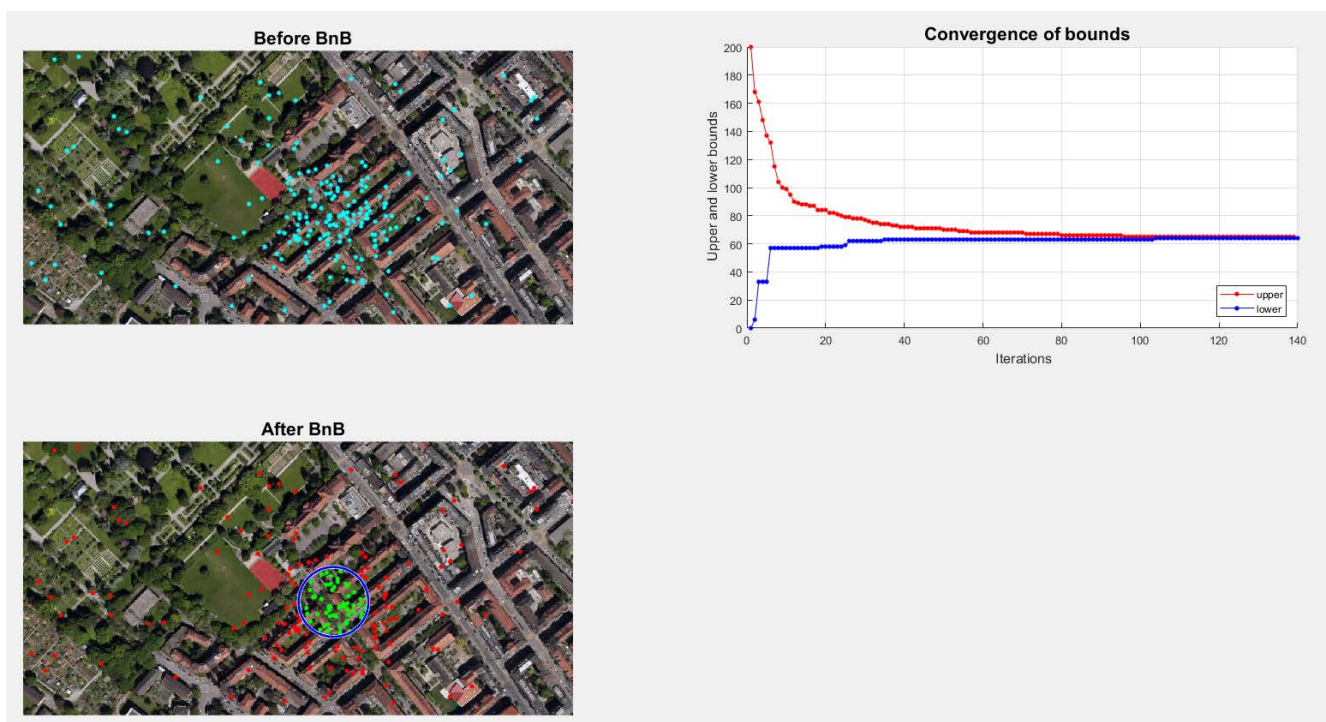 Before BnB
Convergence of bounds
Upper and lower bounds
200
180
160
140
120
100
80
60
40
20
0
0 20 40 60 80 100 120 140
Iterations
upper
lower
After BnB